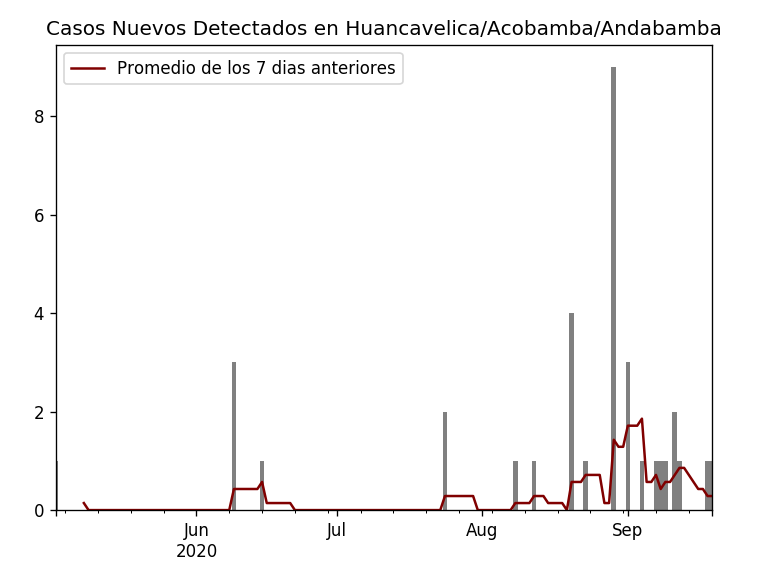 Casos Nuevos Detectados en Huancavelica/Acobamba/Andabamba
Promedio de los 7 dias anteriores
8
6
4
2
0
Jun
2020
Jul
Aug
Sep